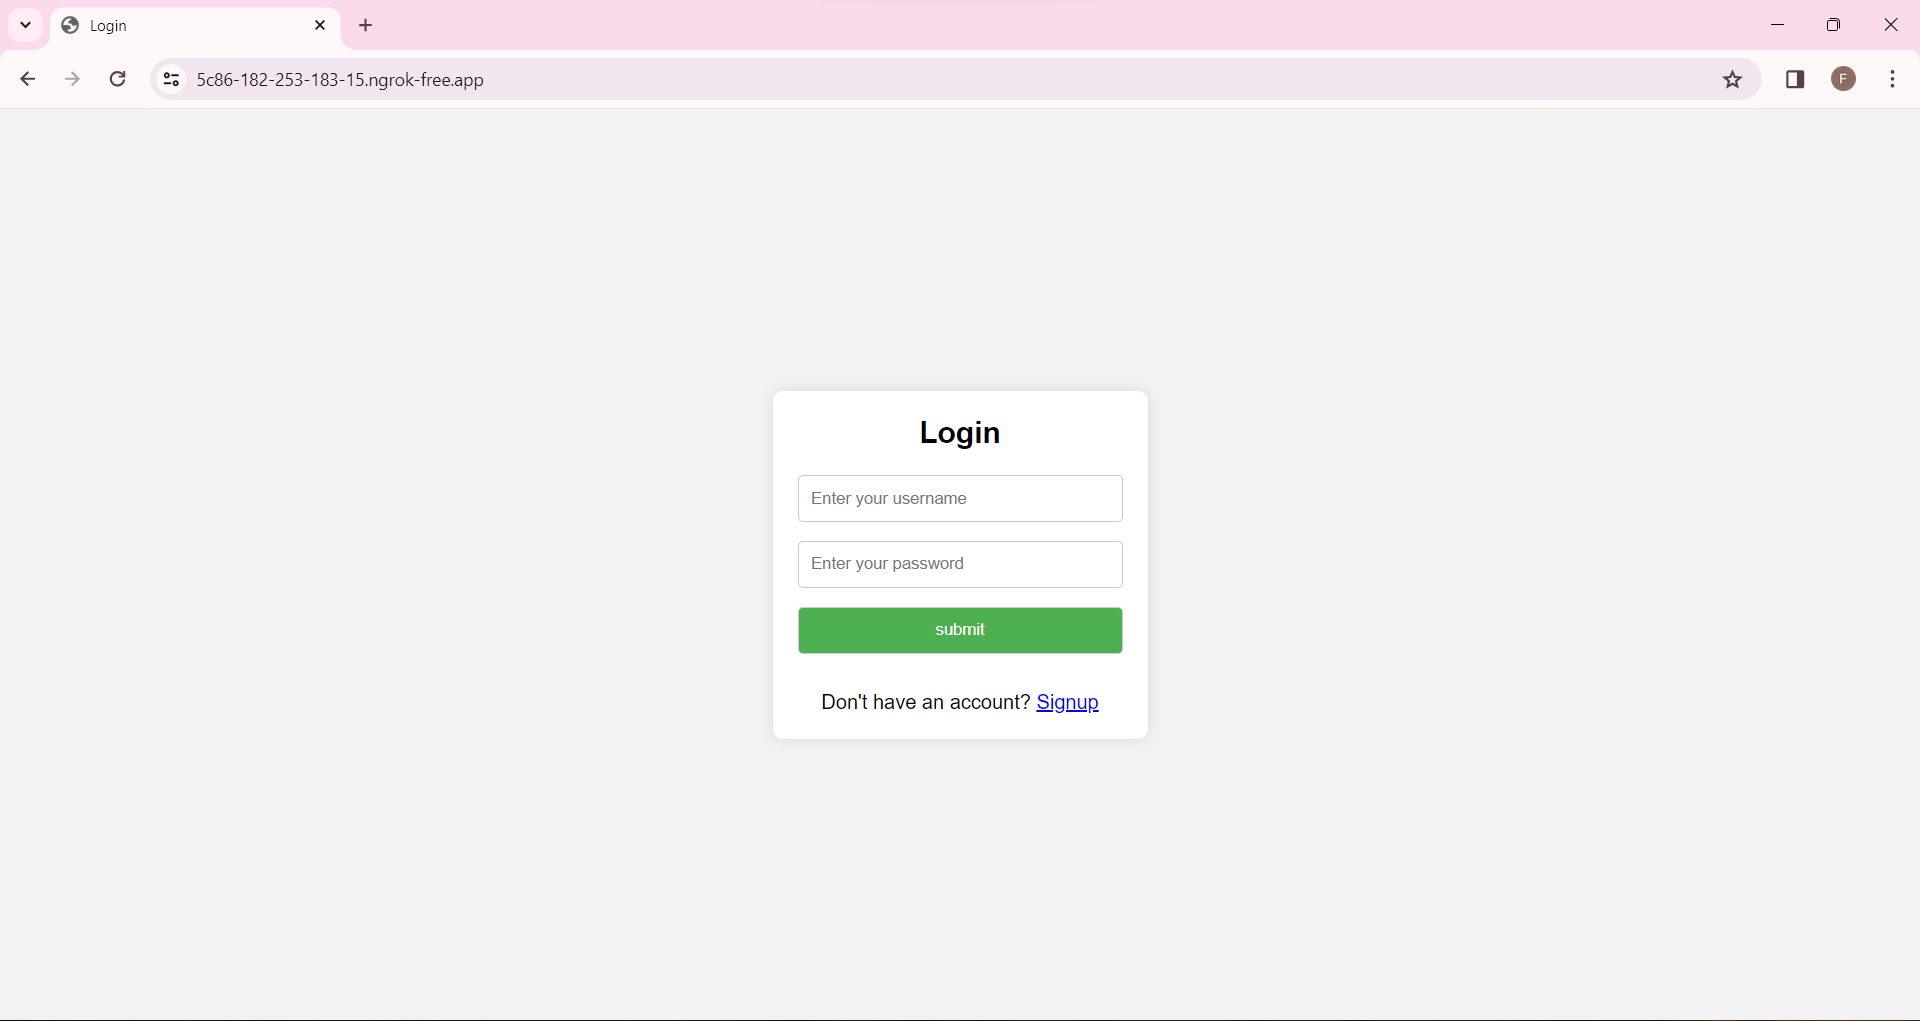 Login
5c86-182-253-183-15.ngrok-free.app
F
Login
Enter your username
Enter your password
submit
Don't have an account? Signup